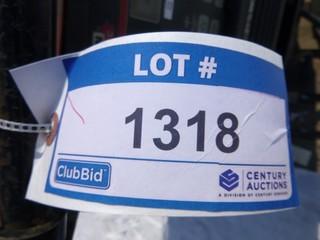 LOT #
1318
ClubBid
CENTURY
AUCTIONS
A DIVISION OF CENTURY SERVICES